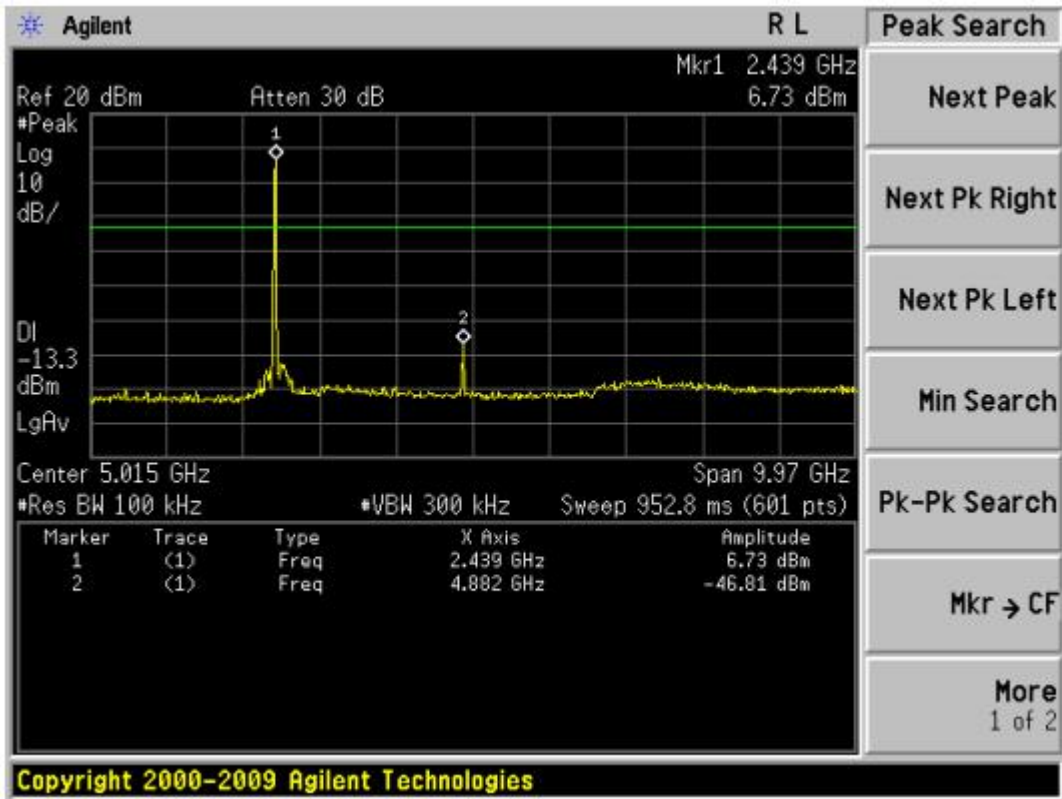 Agilent R L
Mkr1 2.439 GHz
Ref 20 dBm Atten 30 dB 6.73 dBm
#Peak
Log
10
dB/
1
2
DI
-13.3
dBm
LgAv
Center 5.015 GHz Span 9.97 GHz
#Res BW 100 kHz #VBW 300 kHz Sweep 952.8 ms (601 pts)
Marker Trace Type X Axis Amplitude
1 (1) Freq 2.439 GHz 6.73 dBm
2 (1) Freq 4.882 GHz -46.81 dBm
Peak Search
Next Peak
Next Pk Right
Next Pk Left
Min Search
Pk-Pk Search
Mkr → CF
More
1 of 2
Copyright 2000-2009 Agilent Technologies